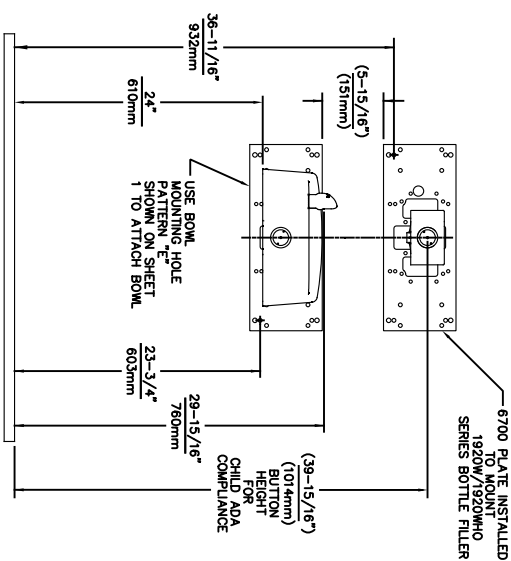 36-11/16"
932mm
24"
610mm
(5-15/16")
(151mm)
USE BOWL
MOUNTING HOLE
PATTERN "E"
SHOWN ON SHEET
1 TO ATTACH BOWL
6700 PLATE INSTALLED
TO MOUNT
1920W/1920WHO
SERIES BOTTLE FILLER
23-3/4"
603mm
29-15/16"
760mm
(39-15/16")
(1014mm)
BUTTON
HEIGHT
FOR
CHILD ADA
COMPLIANCE